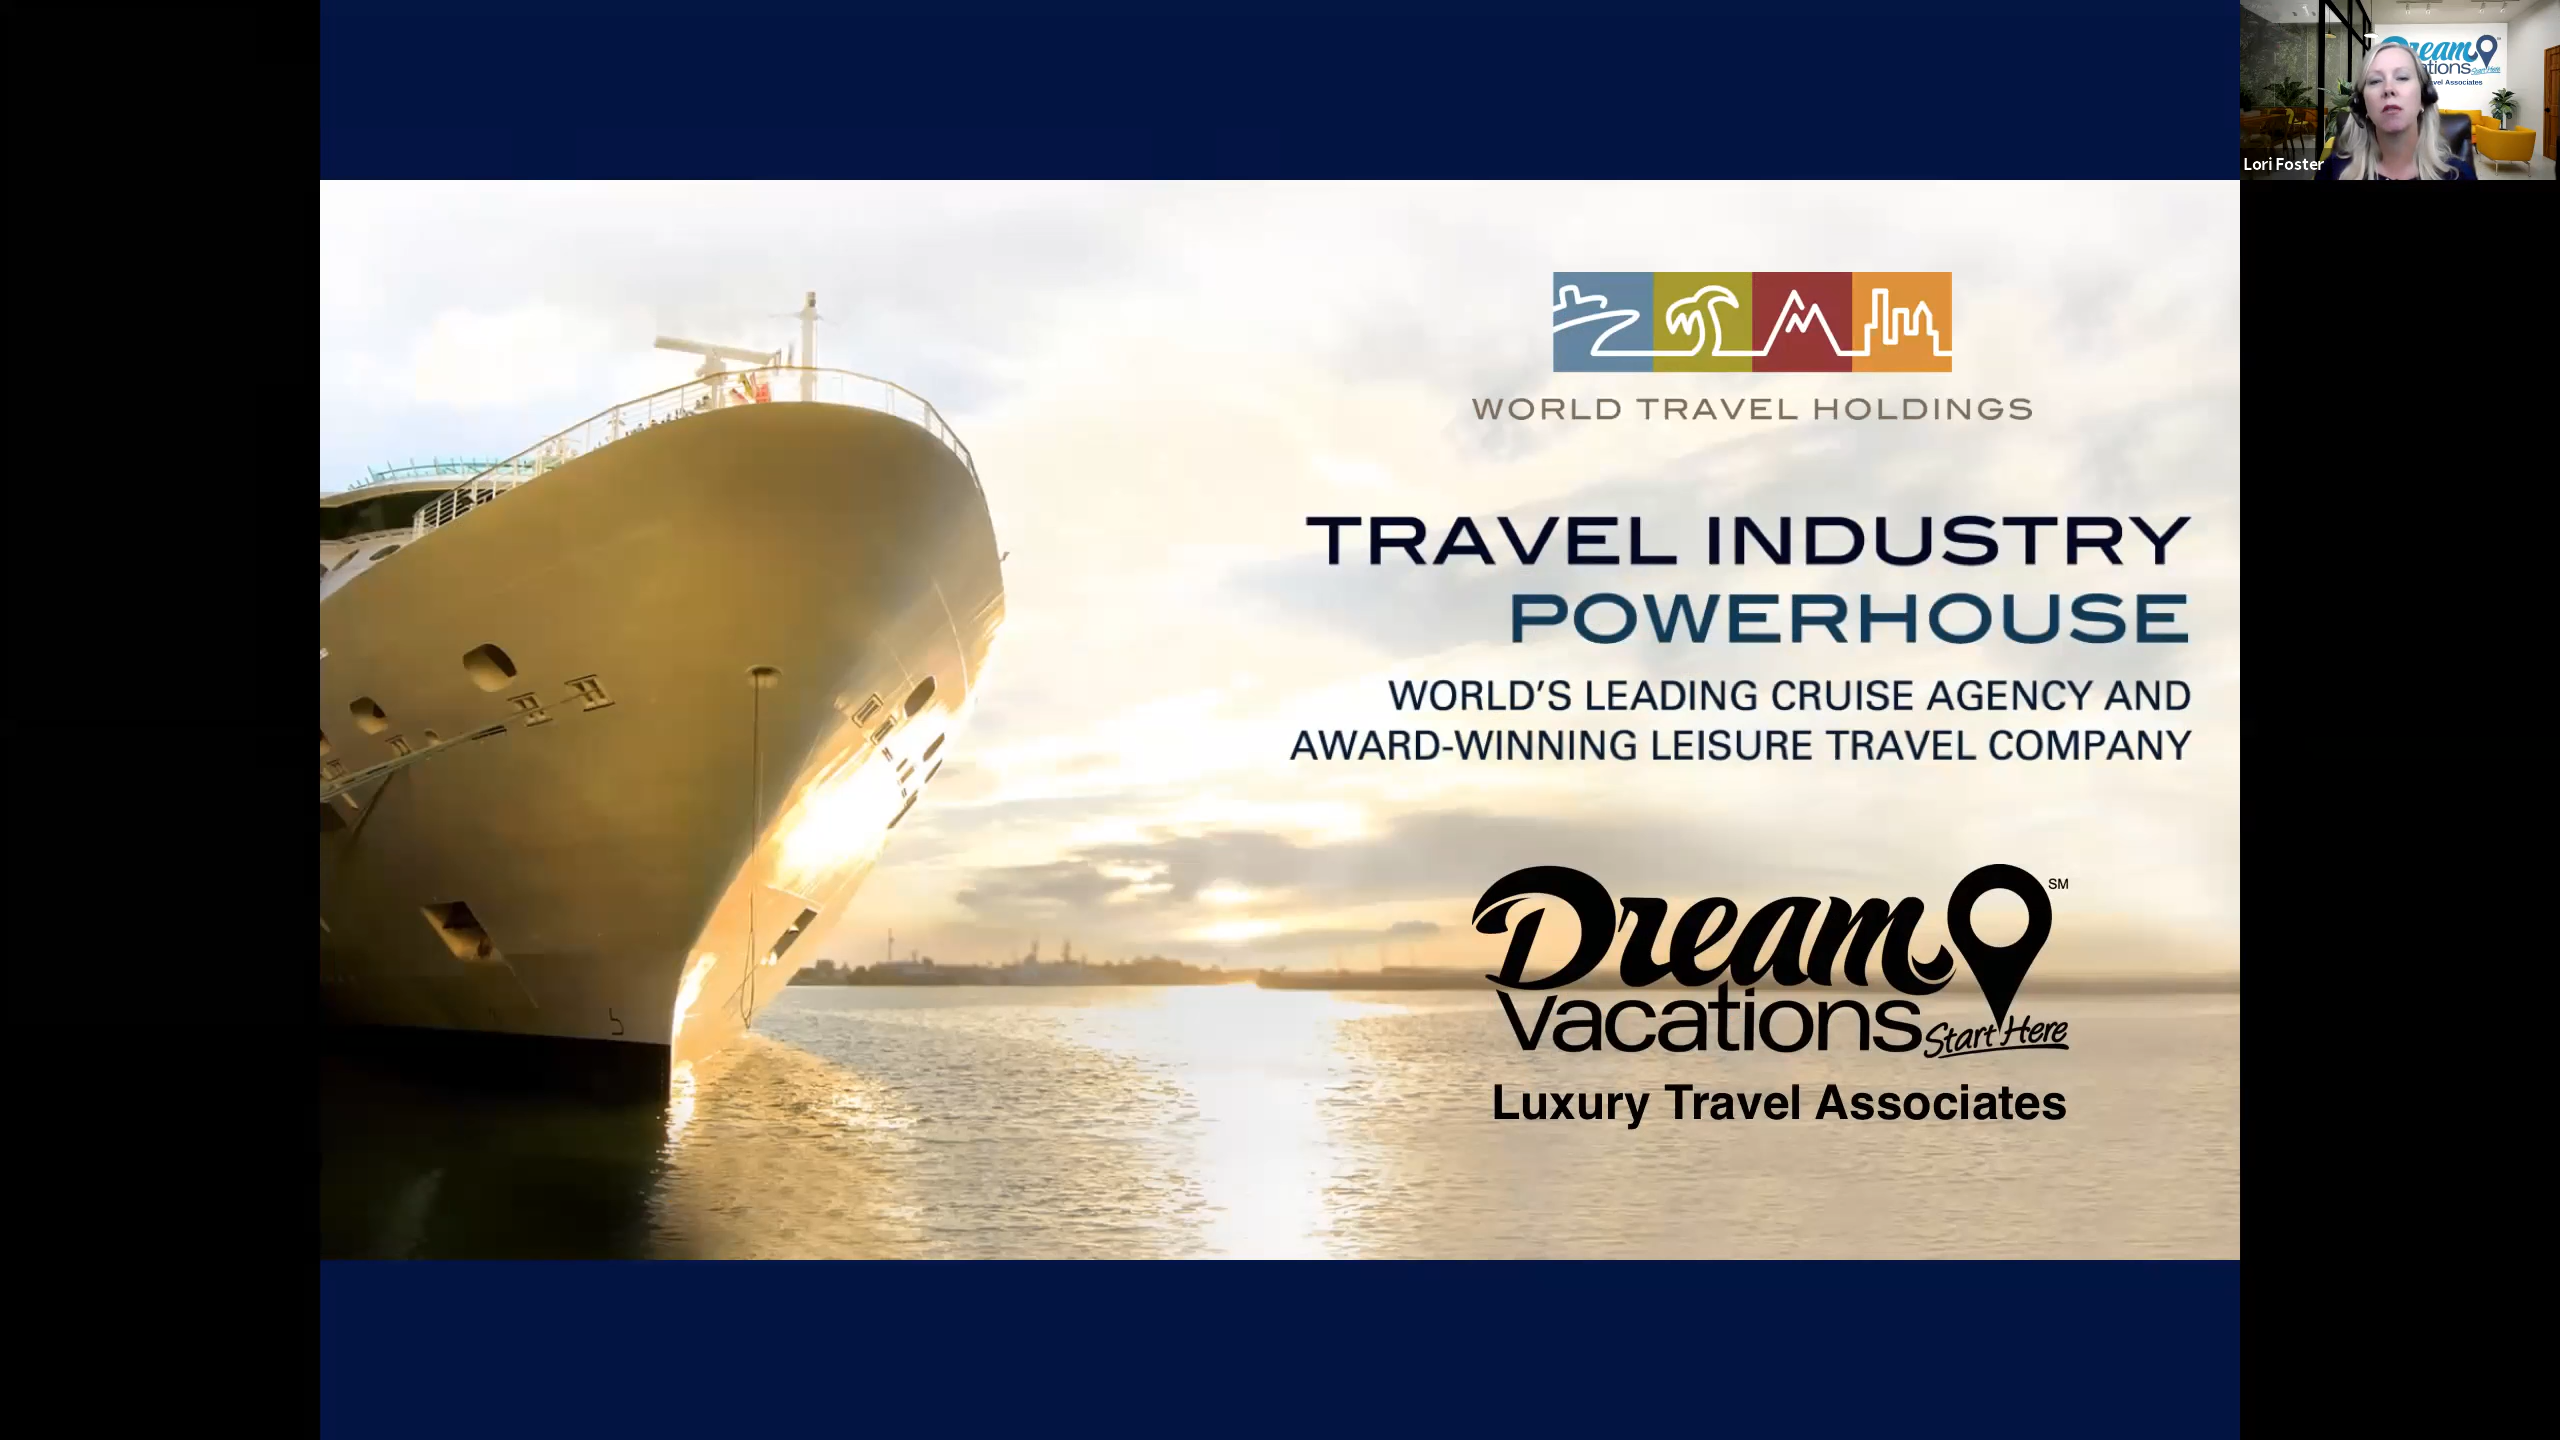 WORLD TRAVEL HOLDINGS
TRAVEL INDUSTRY
POWERHOUSE
WORLD'S LEADING CRUISE AGENCY AND
AWARD-WINNING LEISURE TRAVEL COMPANY
Dream SM
Vacations Start Here
Luxury Travel Associates
Lori Foster